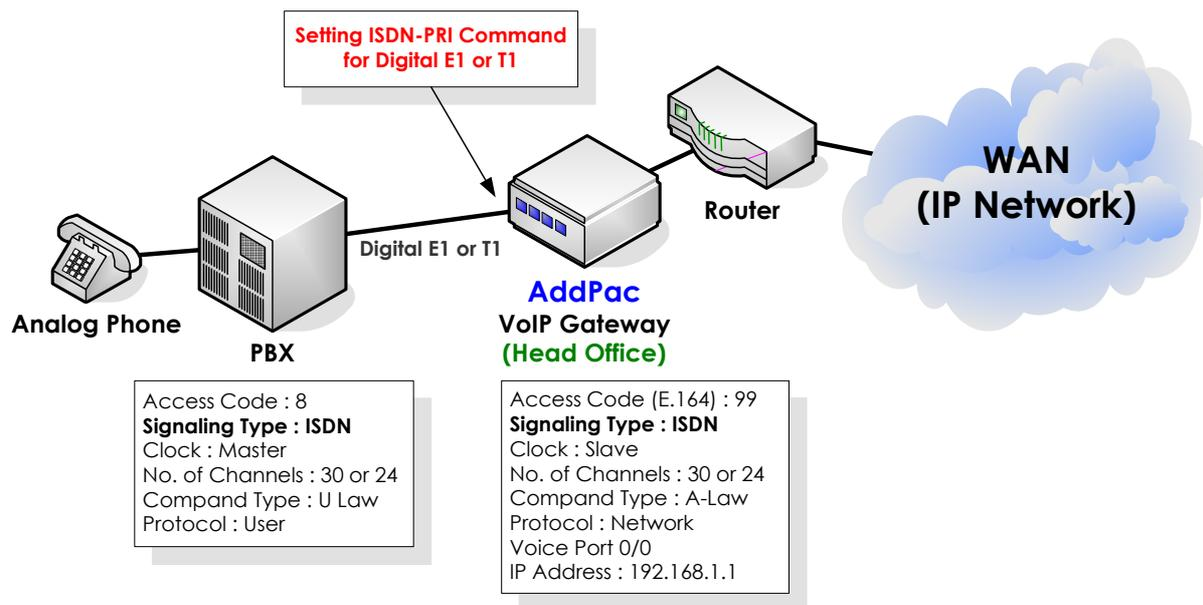 Setting ISDN-PRI Command
for Digital E1 or T1
WAN
(IP Network)
Router
Digital E1 or T1
Analog Phone
PBX
AddPac
VoIP Gateway
(Head Office)
Access Code : 8
Signaling Type : ISDN
Clock : Master
No. of Channels : 30 or 24
Compand Type : U Law
Protocol : User
Access Code (E.164) : 99
Signaling Type : ISDN
Clock : Slave
No. of Channels : 30 or 24
Compand Type : A-Law
Protocol : Network
Voice Port 0/0
IP Address : 192.168.1.1